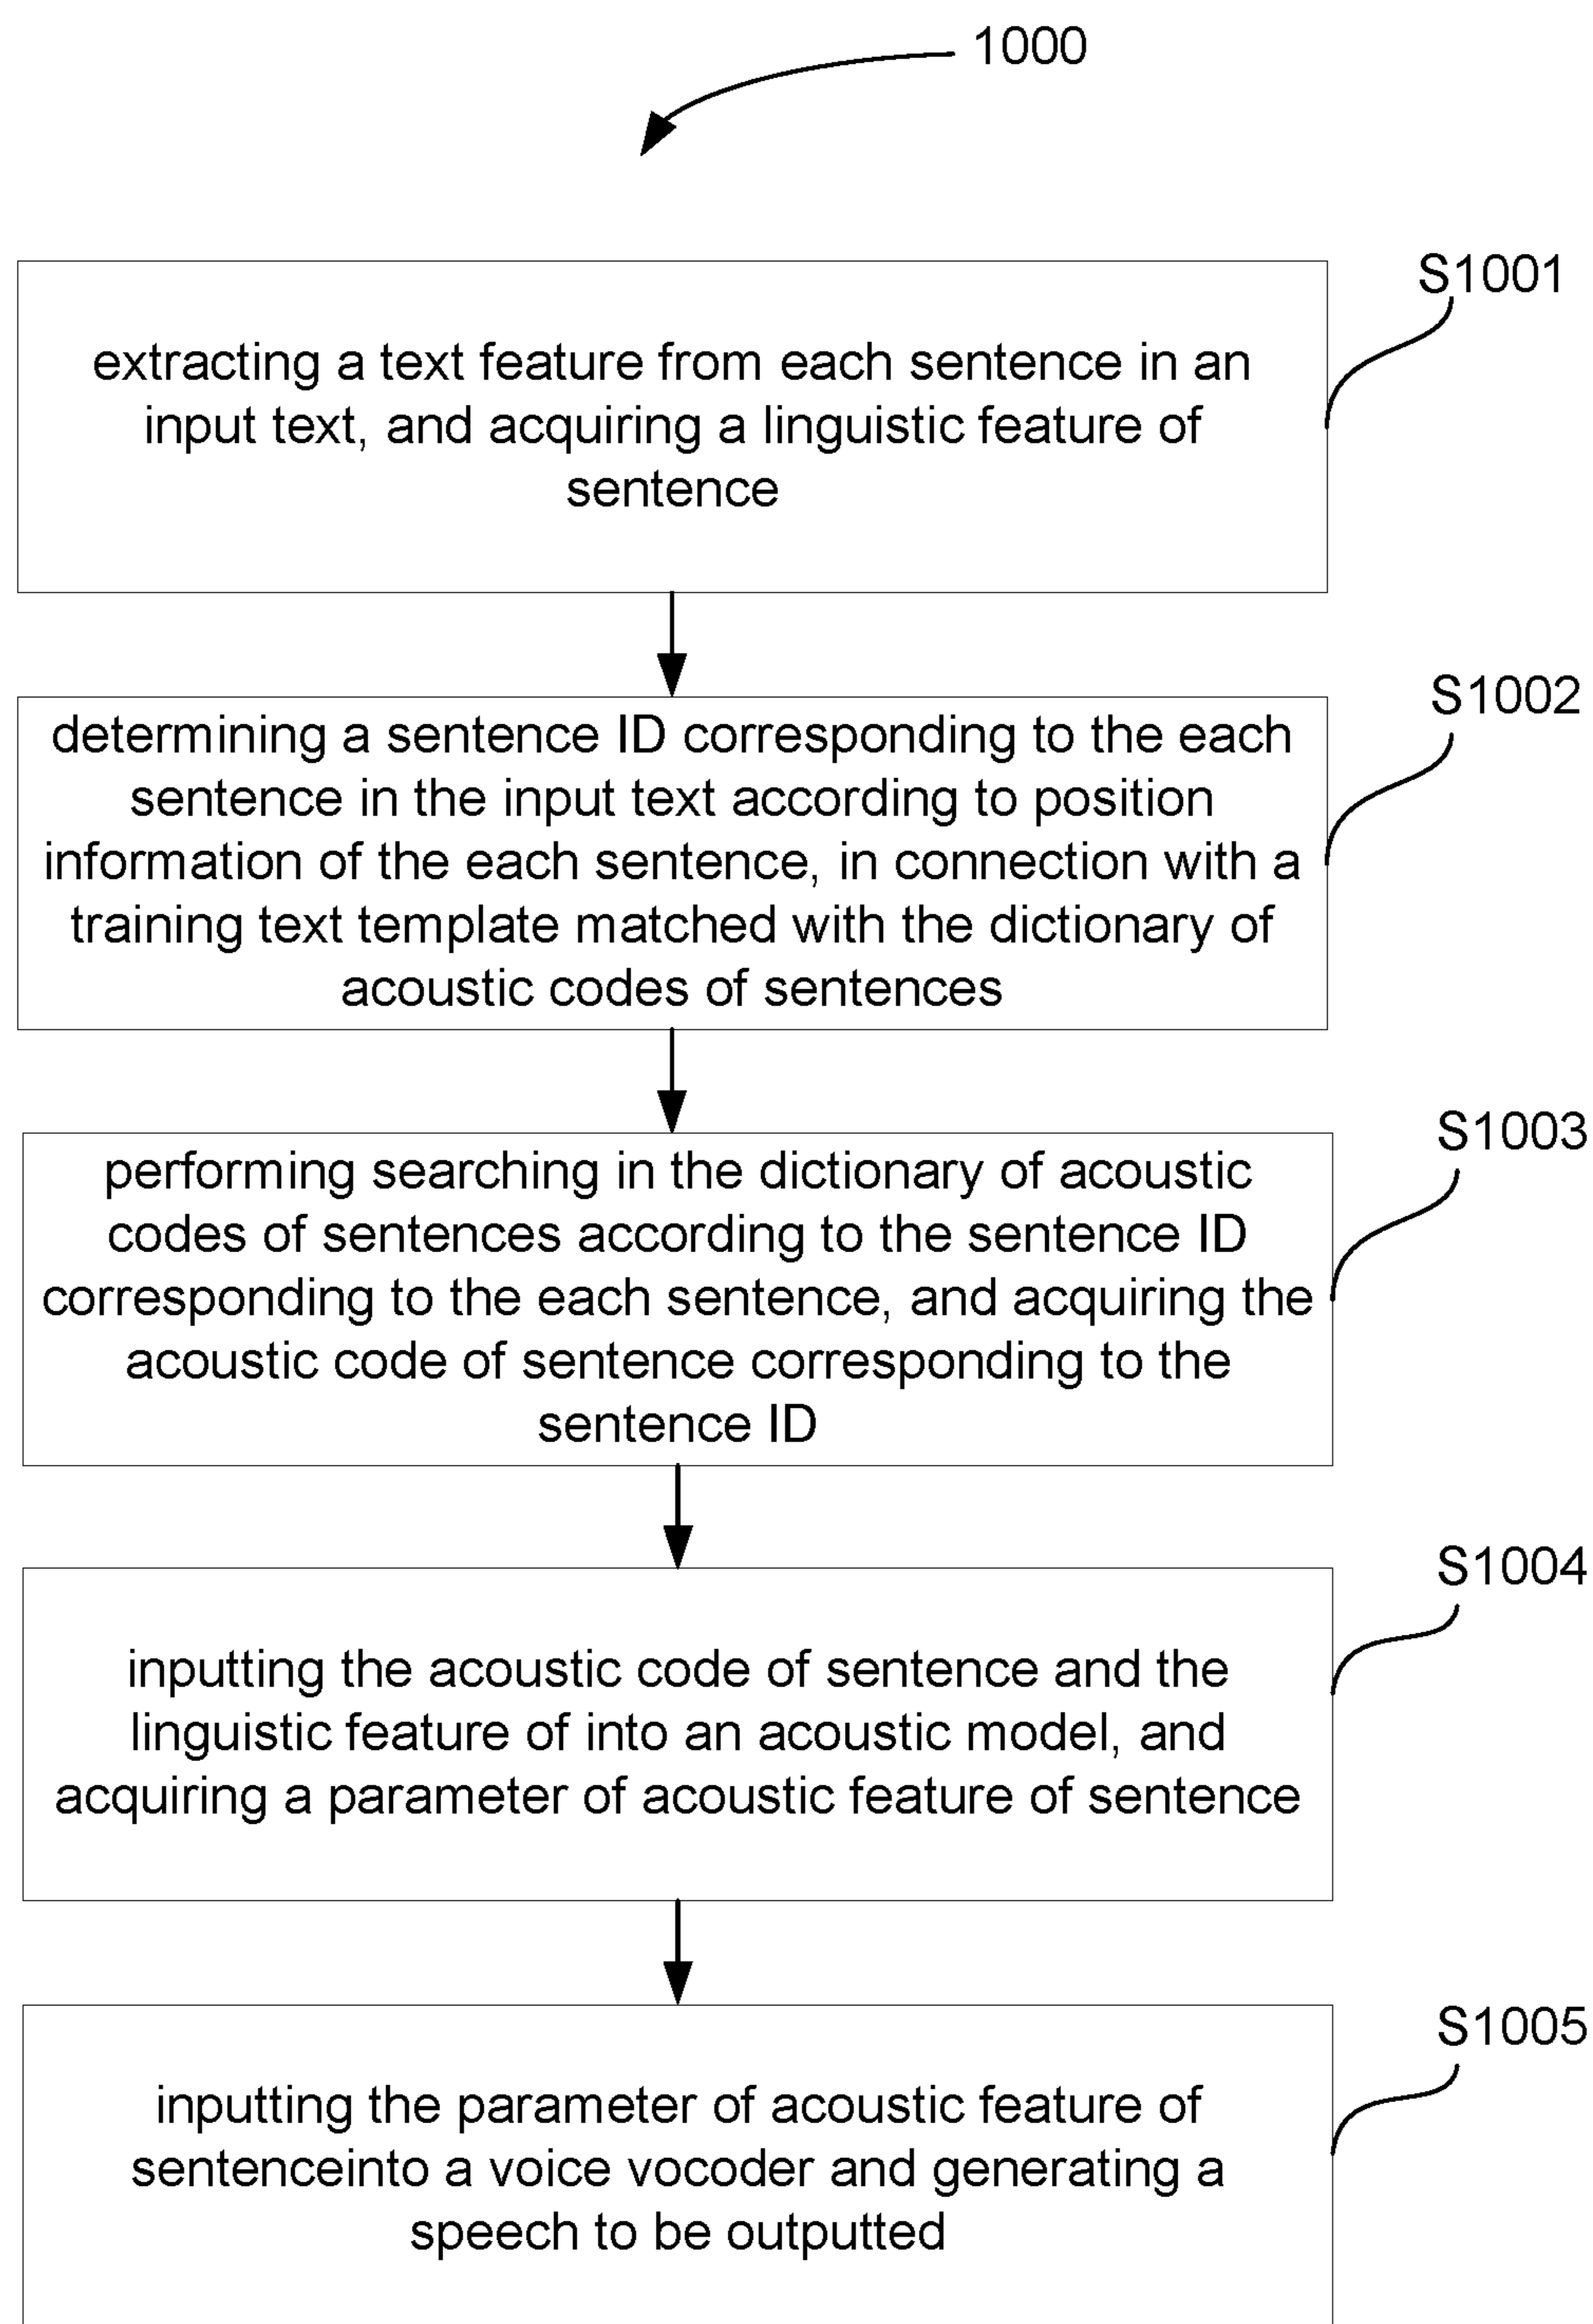 1000
S1001
extracting a text feature from each sentence in an
input text, and acquiring a linguistic feature of
sentence
S1002
determining a sentence ID corresponding to the each
sentence in the input text according to position
information of the each sentence, in connection with a
training text template matched with the dictionary of
acoustic codes of sentences
S1003
performing searching in the dictionary of acoustic
codes of sentences according to the sentence ID
corresponding to the each sentence, and acquiring the
acoustic code of sentence corresponding to the
sentence ID
S1004
inputting the acoustic code of sentence and the
linguistic feature of into an acoustic model, and
acquiring a parameter of acoustic feature of sentence
S1005
inputting the parameter of acoustic feature of
sentenceinto a voice vocoder and generating a
speech to be outputted